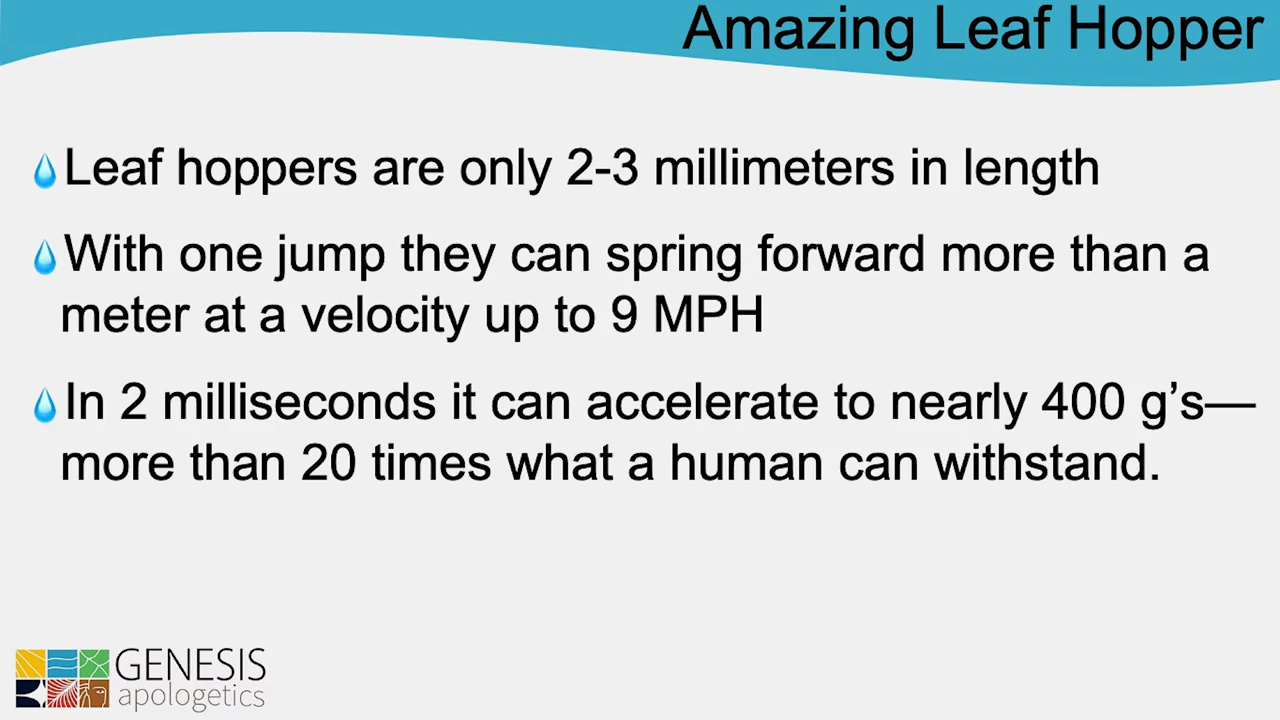 Amazing Leaf Hopper
Leaf hoppers are only 2-3 millimeters in length
With one jump they can spring forward more than a
meter at a velocity up to 9 MPH
In 2 milliseconds it can accelerate to nearly 400 g’s—
more than 20 times what a human can withstand.
GENESIS
apologetics